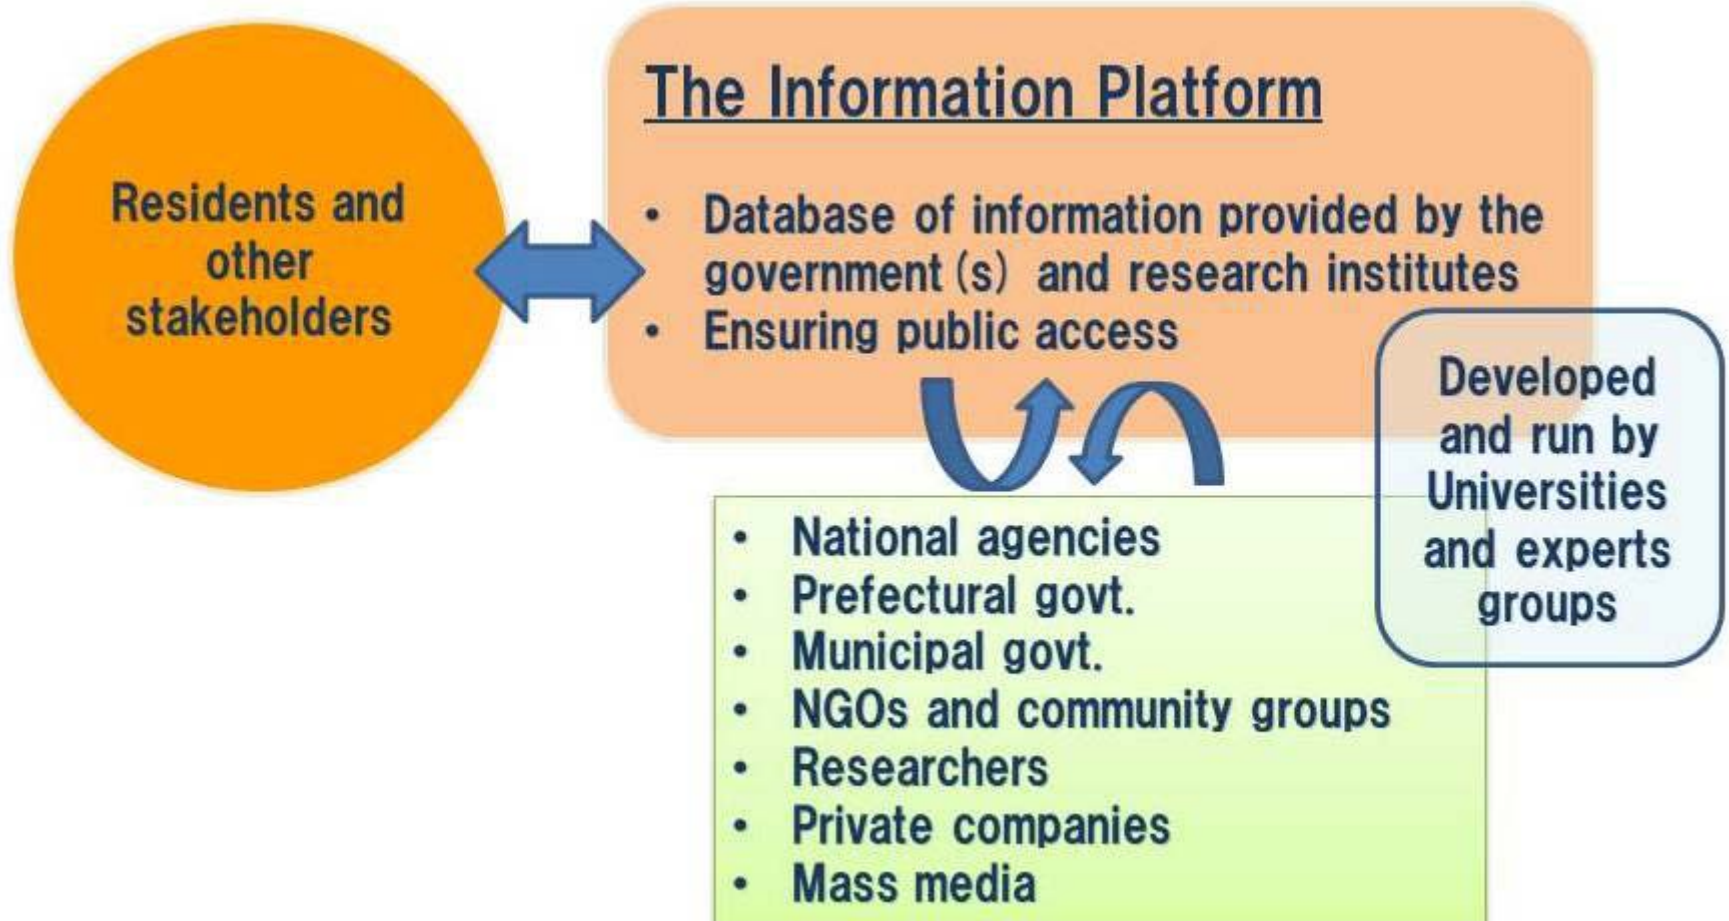 Residents and
other
stakeholders
The Information Platform
• Database of information provided by the
government(s) and research institutes
• Ensuring public access
Developed
and run by
Universities
and experts
groups
• National agencies
• Prefectural govt.
• Municipal govt.
• NGOs and community groups
• Researchers
• Private companies
• Mass media